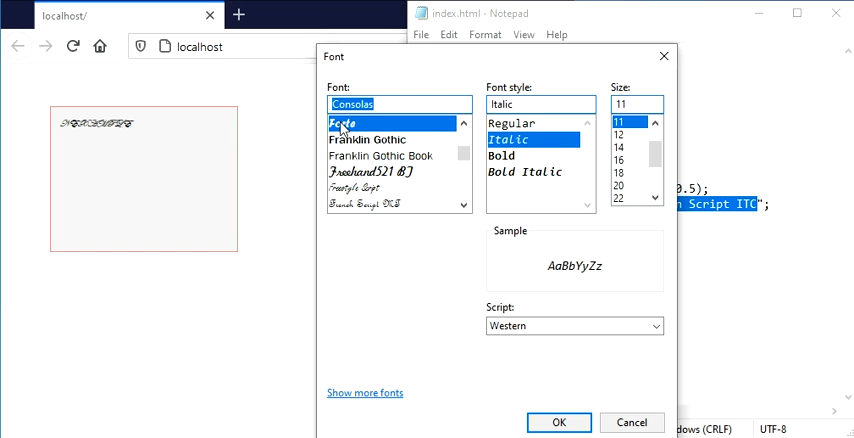 localhost/
index.html - Notepad
File Edit Format View Help
localhost
Font
Font: Font style: Size:
Consolas Italic 11
Forte Regular 11
Franklin Gothic Italic 12
Franklin Gothic Book Bold 14
Freehand521 BT Bold Italic 16
Freestyle Script 18
French Script MT 20
22
0.5);
Script ITC";
Sample
AaBbYyZz
Script:
Western
Show more fonts
OK Cancel
(CRLF) UTF-8